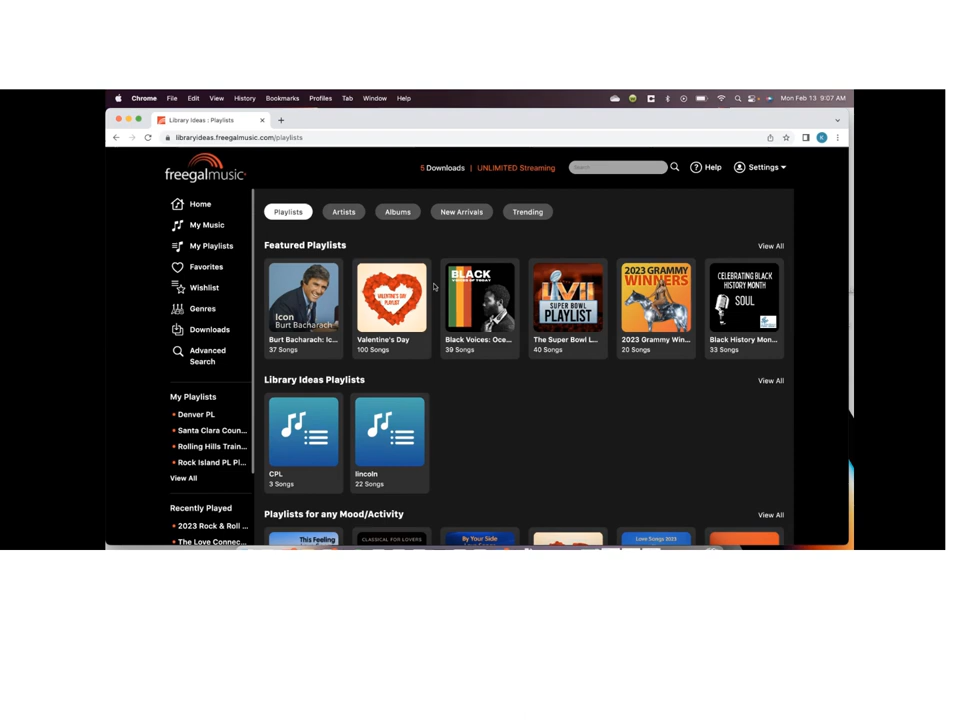 Chrome File Edit View History Bookmarks Profiles Tab Window Help Mon Feb 13 9:07 AM
Library Ideas : Playlists
libraryideas.freegalmusic.com/playlists
K
freegalmusic
5 Downloads | UNLIMITED Streaming
Search
Help
Settings
Home
My Music
My Playlists
Favorites
Wishlist
Genres
Downloads
Advanced
Search
My Playlists
Denver PL
Santa Clara Coun...
Rolling Hills Train...
Rock Island PL Pl...
View All
Recently Played
2023 Rock & Roll ...
The Love Connec...
Playlists Artists Albums New Arrivals Trending
Featured Playlists View All
Icon
Burt Bacharach
Burt Bacharach: Ic...
37 Songs
VALENTINE'S DAY
PLAYLIST
Valentine's Day
100 Songs
BLACK
VOICES OF TODAY
Black Voices: Oce...
39 Songs
LVII
SUPER BOWL
PLAYLIST
The Super Bowl L...
40 Songs
2023 GRAMMY
WINNERS
2023 Grammy Win...
20 Songs
CELEBRATING BLACK
HISTORY MONTH
SOUL
Black History Mon...
33 Songs
Library Ideas Playlists View All
CPL
3 Songs
lincoln
22 Songs
Playlists for any Mood/Activity View All
This Feeling
CLASSICAL FOR LOVERS
By Your Side
Love Songs 2023